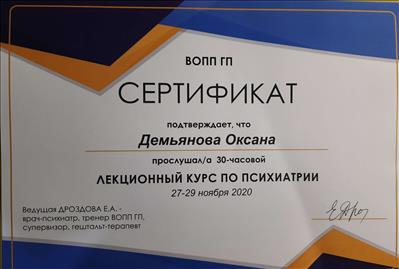 ВОПП ГП
СЕРТИФИКАТ
подтверждает, что
Демьянова Оксана
прослушал/а 30-часовой
ЛЕКЦИОННЫЙ КУРС ПО ПСИХИАТРИИ
27-29 ноября 2020
Ведущая ДРОЗДОВА Е.А. -
врач-психиатр, тренер ВОПП ГП,
супервизор, гештальт-терапевт